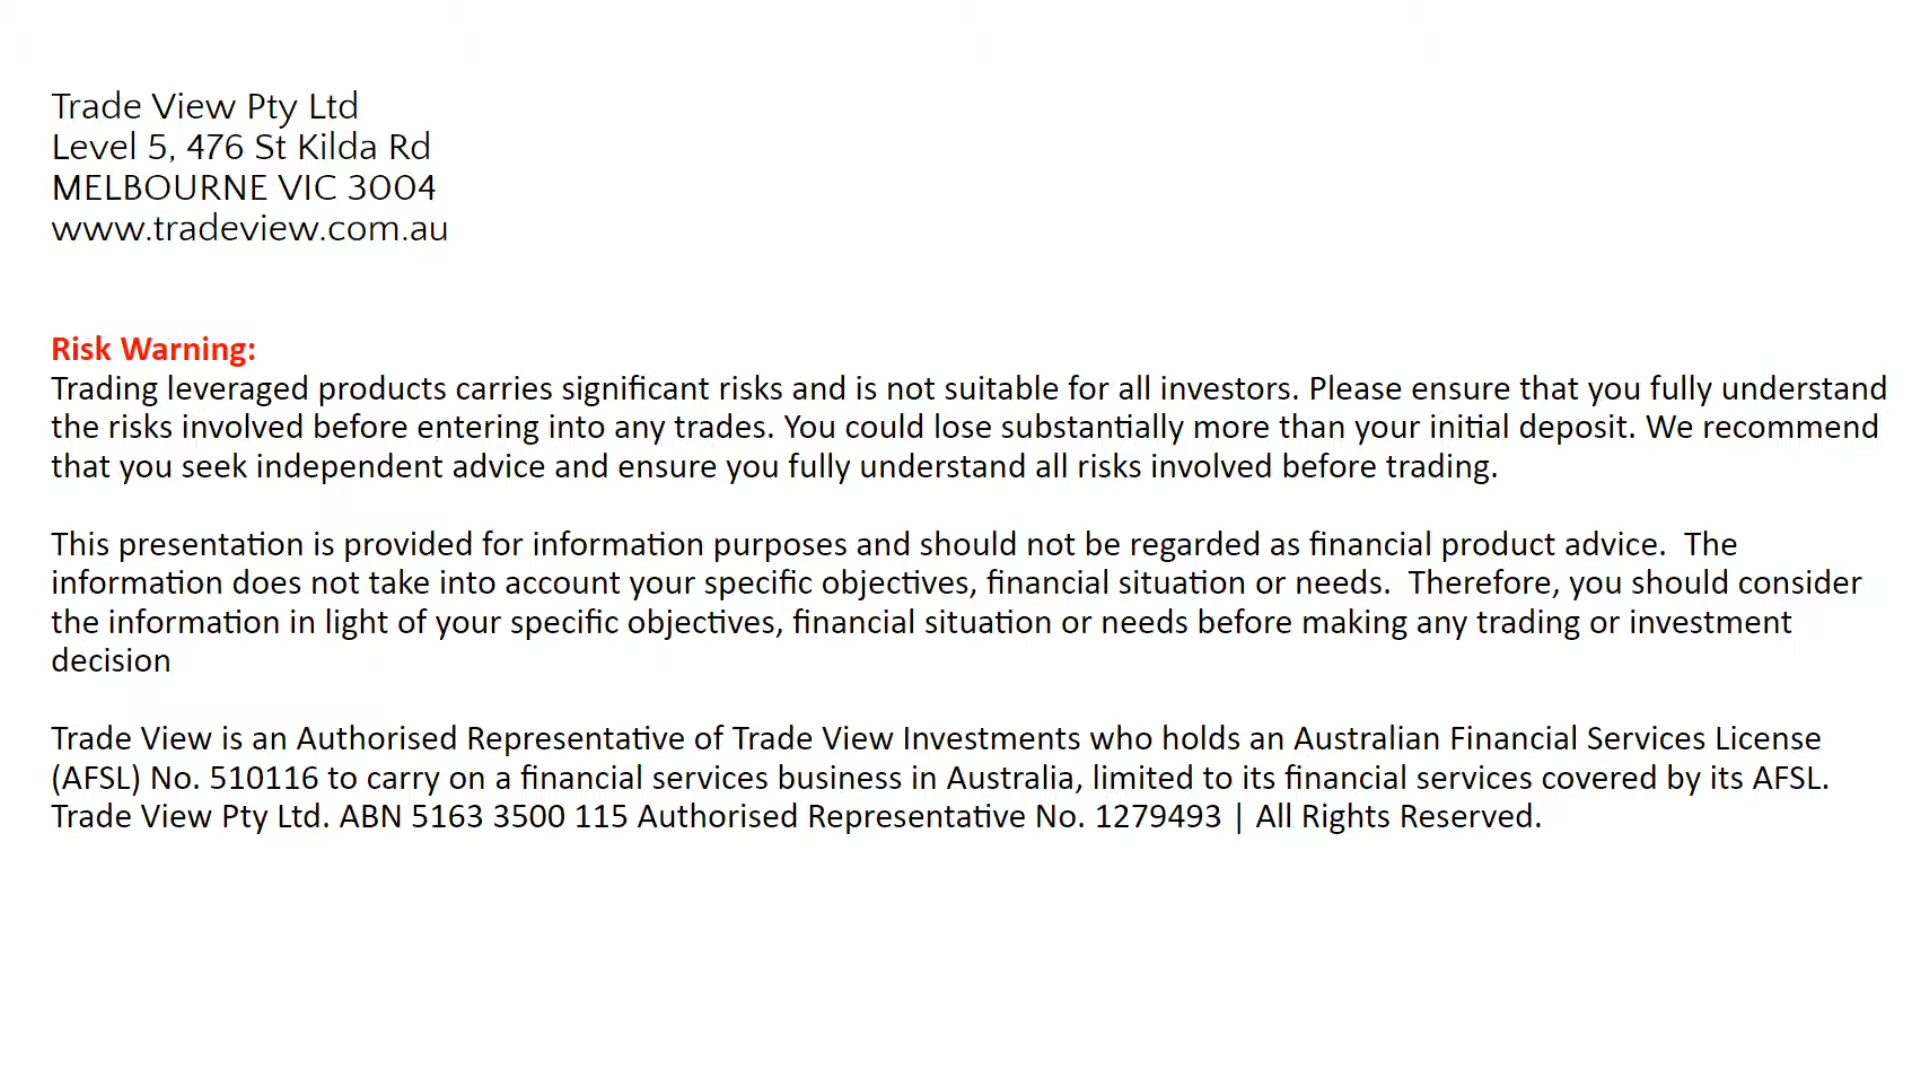 Trade View Pty Ltd
Level 5, 476 St Kilda Rd
MELBOURNE VIC 3004
www.tradeview.com.au
Risk Warning:
Trading leveraged products carries significant risks and is not suitable for all investors. Please ensure that you fully understand
the risks involved before entering into any trades. You could lose substantially more than your initial deposit. We recommend
that you seek independent advice and ensure you fully understand all risks involved before trading.
This presentation is provided for information purposes and should not be regarded as financial product advice.  The
information does not take into account your specific objectives, financial situation or needs.  Therefore, you should consider
the information in light of your specific objectives, financial situation or needs before making any trading or investment
decision
Trade View is an Authorised Representative of Trade View Investments who holds an Australian Financial Services License
(AFSL) No. 510116 to carry on a financial services business in Australia, limited to its financial services covered by its AFSL.
Trade View Pty Ltd. ABN 5163 3500 115 Authorised Representative No. 1279493 | All Rights Reserved.